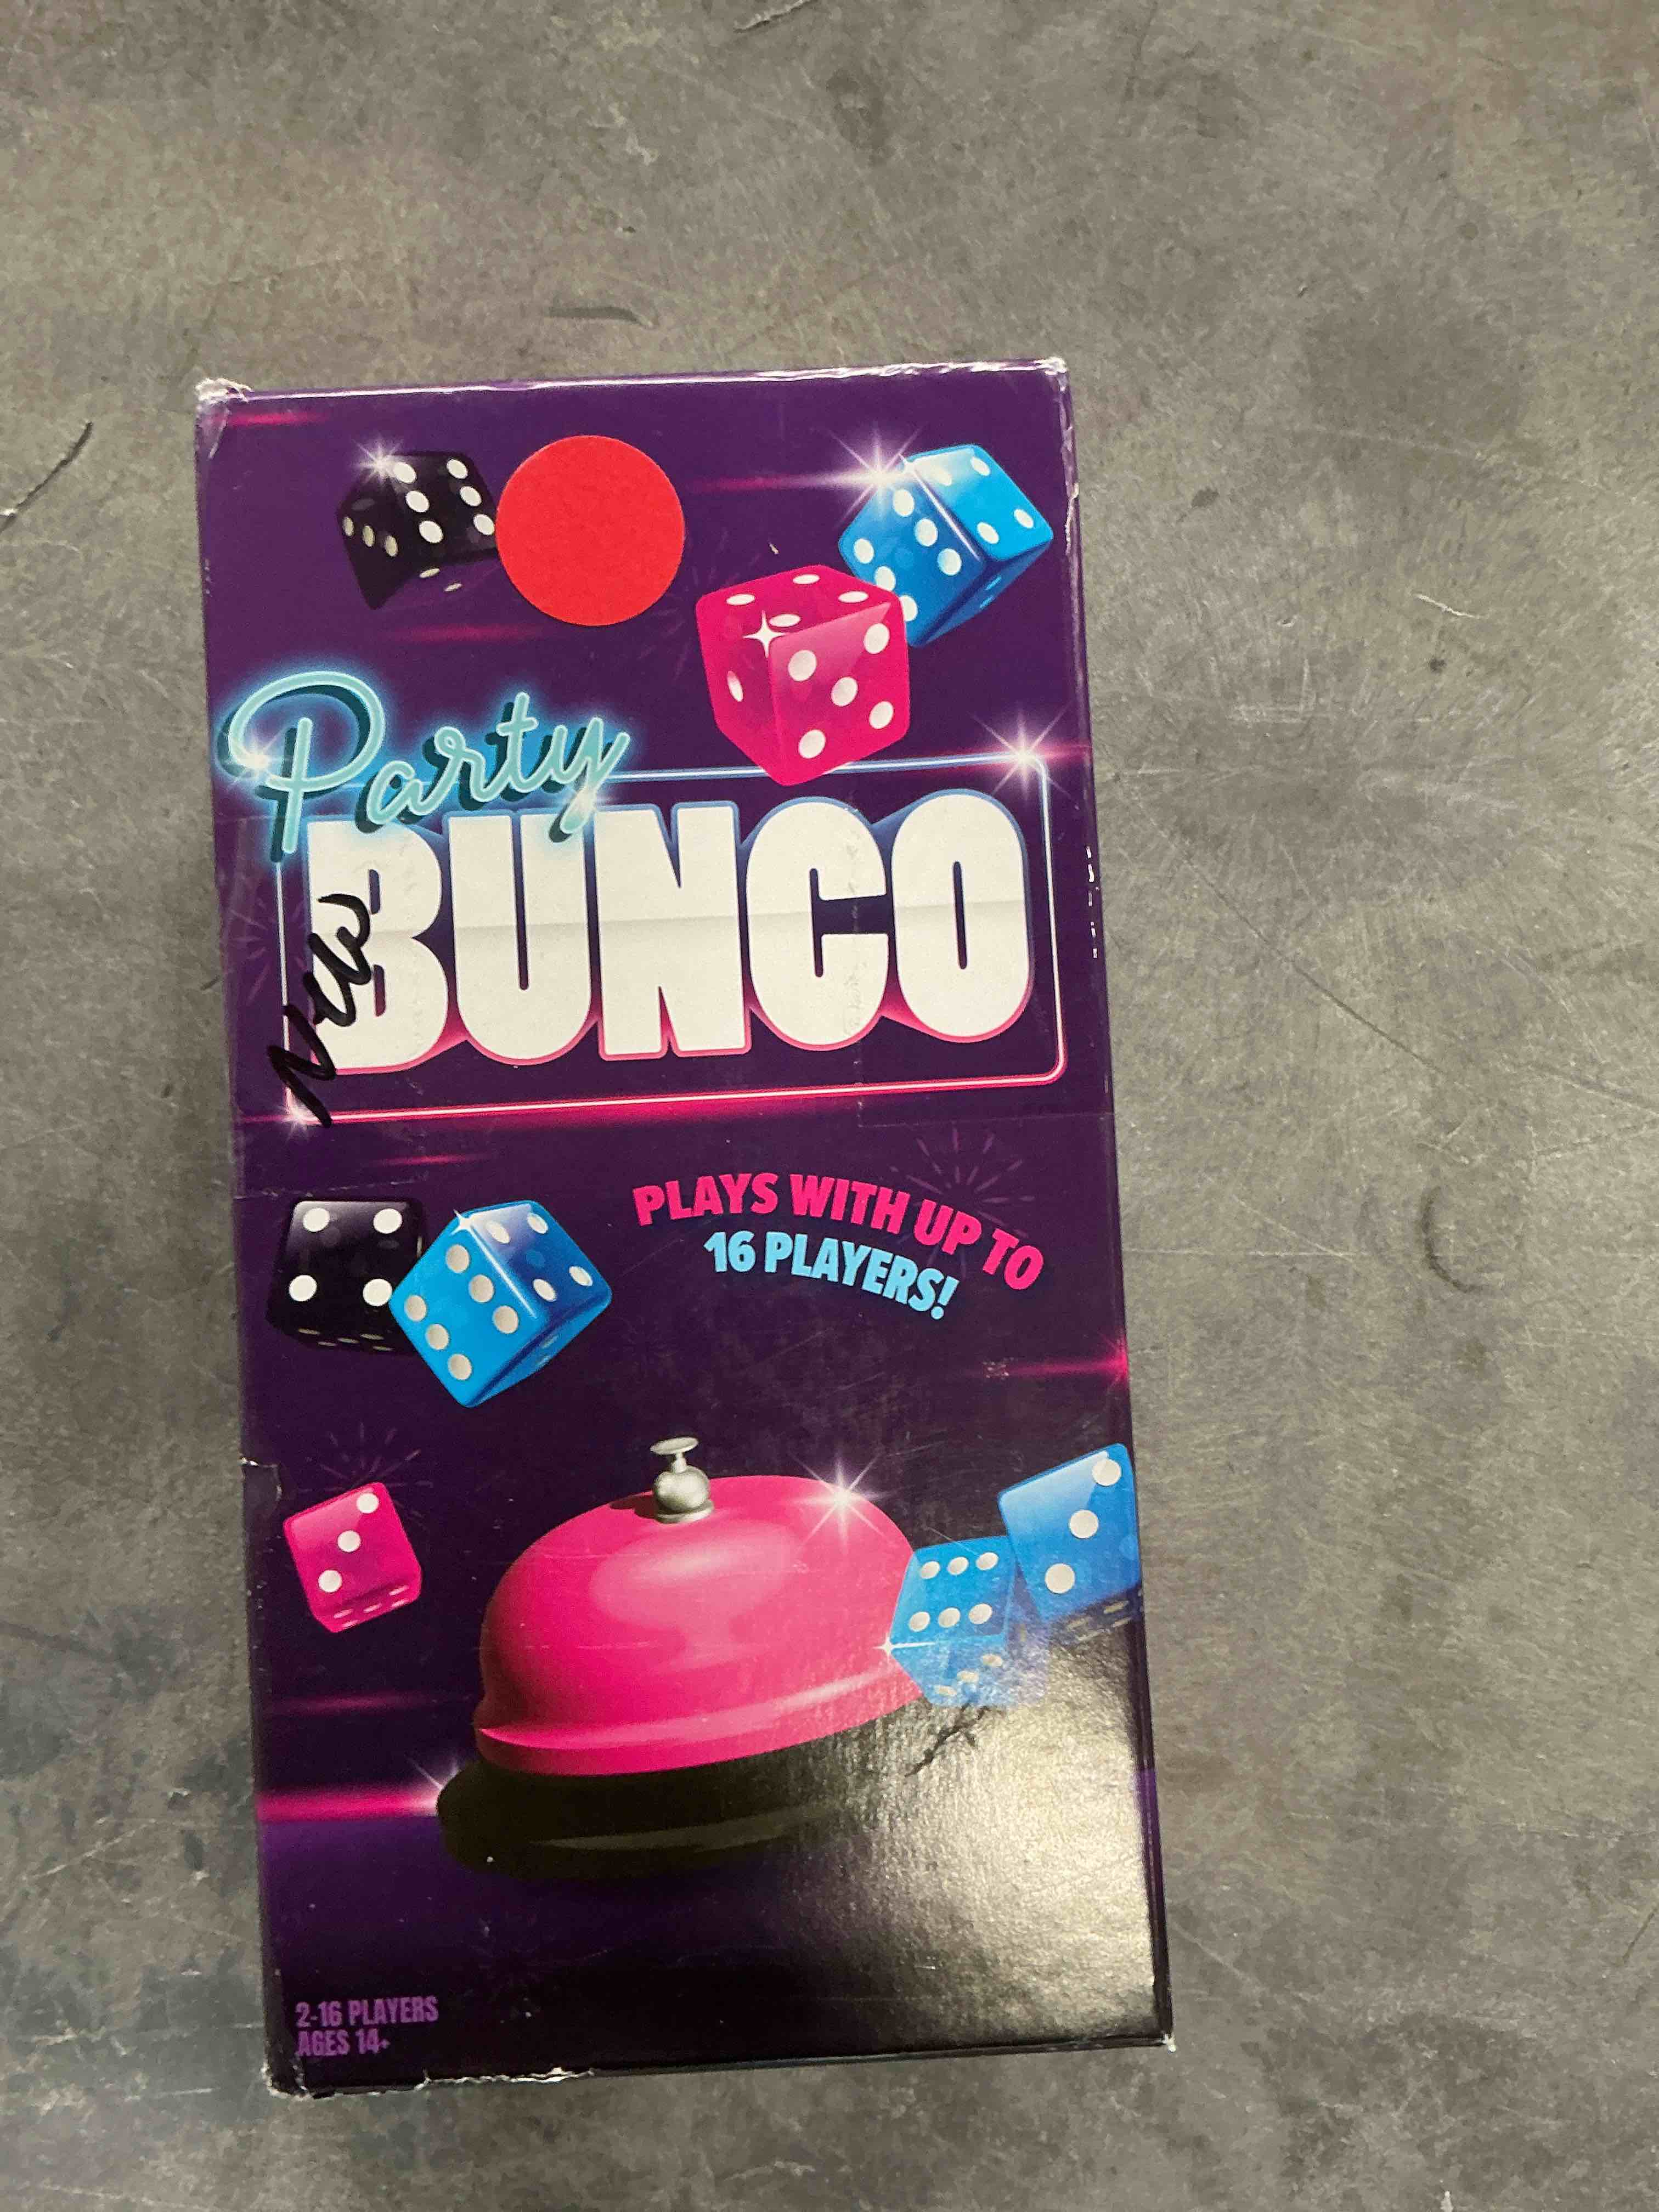 Party
BUNCO
New
PLAYS WITH UP TO
16 PLAYERS!
2-16 PLAYERS
AGES 14+